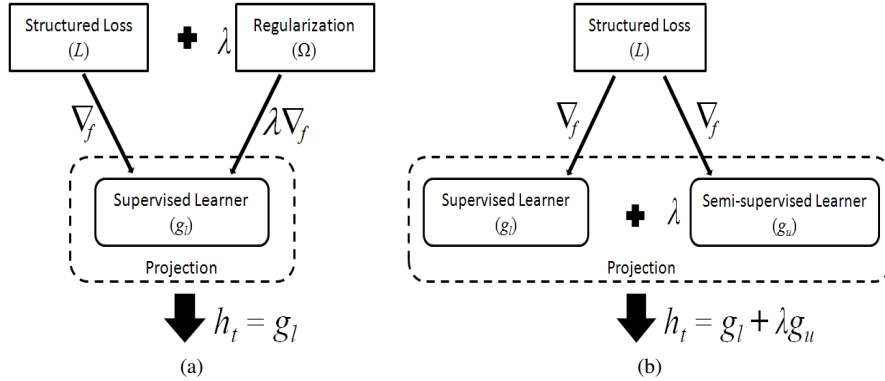 Structured Loss
(L)
+ λ
Regularization
(Ω)
∇f
λ∇f
Supervised Learner
(gl)
Projection
ht = gl
(a)
Structured Loss
(L)
∇f
∇f
Supervised Learner
(gl)
+ λ
Semi-supervised Learner
(gu)
Projection
ht = gl + λgu
(b)